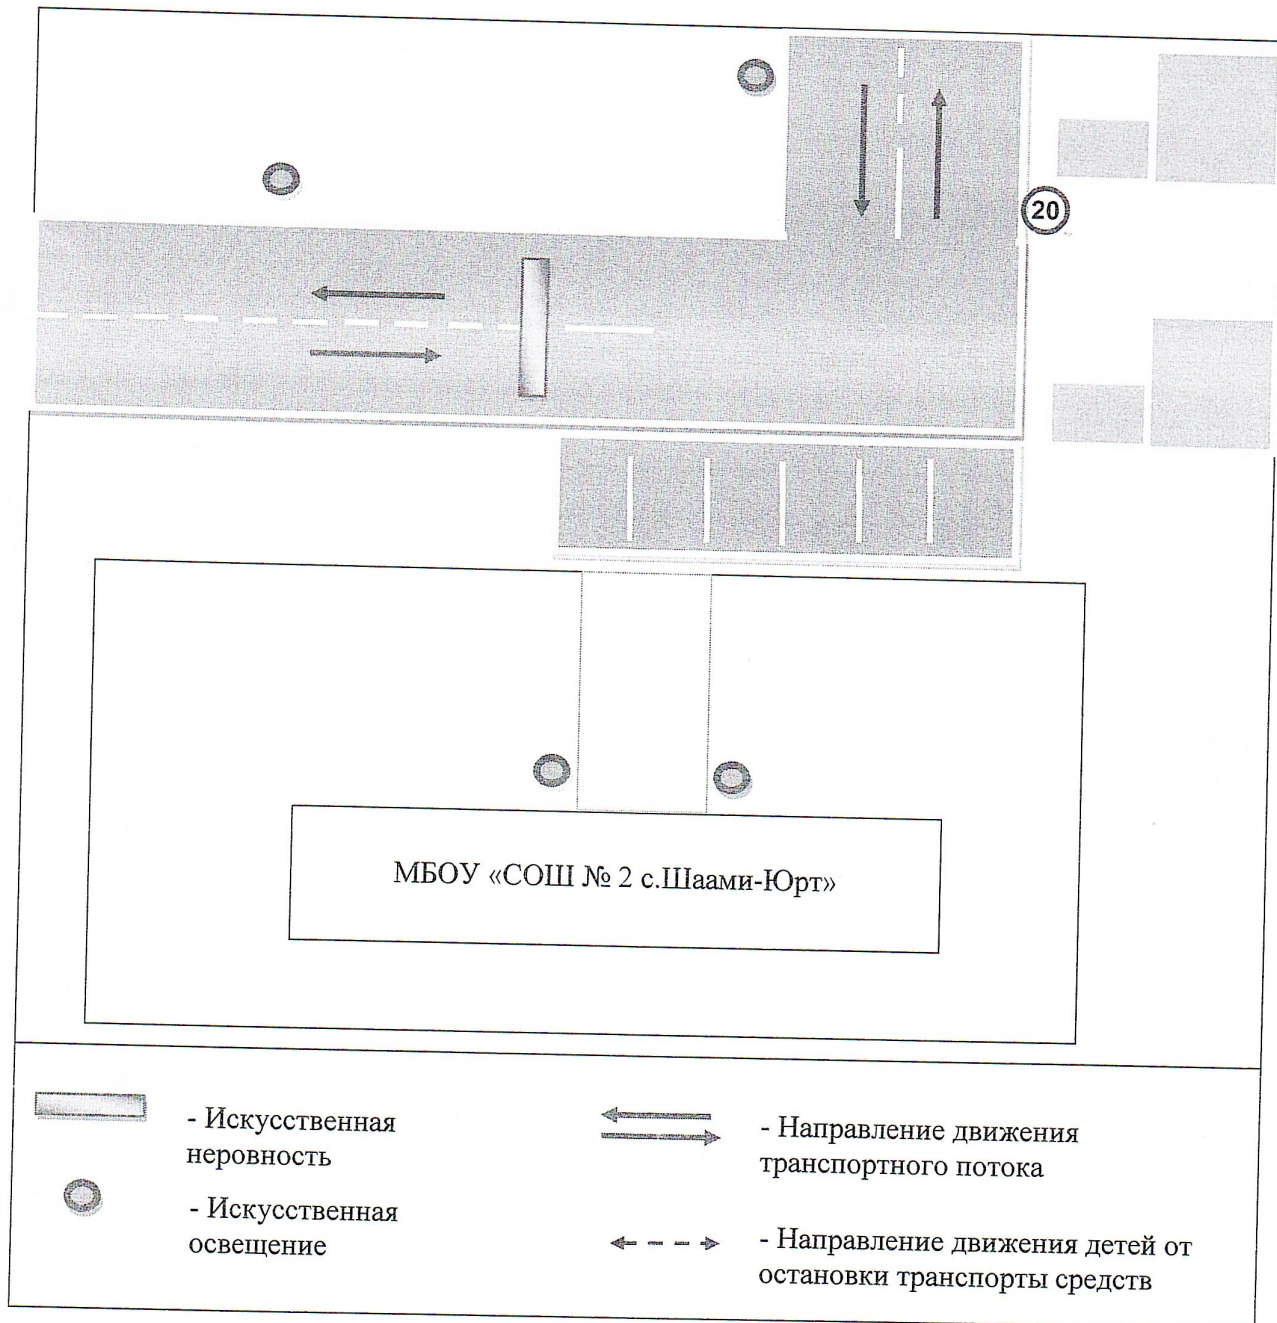 20
МБОУ «СОШ № 2 с.Шаами-Юрт»
- Искусственная
неровность
- Направление движения
транспортного потока
- Искусственная
освещение
- Направление движения детей от
остановки транспорты средств